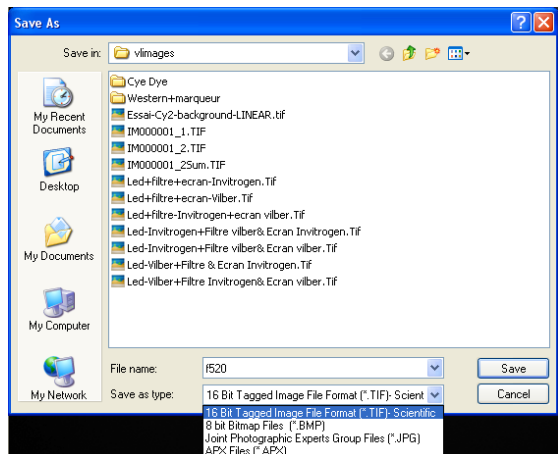 Save As
Save in:
vlimages
My Recent Documents
Desktop
My Documents
My Computer
My Network
Cye Dye
Western+marqueur
Essai-Cy2-background-LINEAR.tif
IM000001_1.TIF
IM000001_2.TIF
IM000001_2Sum.TIF
Led+filtre+ecran-Invitrogen.Tif
Led+filtre+ecran-Vilber.Tif
Led+filtre-Invitrogen+ecran vilber.Tif
Led-Invitrogen+Filtre vilber& Ecran Invitrogen.Tif
Led-Invitrogen+Filtre vilber& Ecran vilber.Tif
Led-Vilber+Filtre & Ecran Invitrogen.Tif
Led-Vilber+Filtre Invitrogen& Ecran vilber.Tif
File name:
f520
Save
Save as type:
16 Bit Tagged Image File Format (*.TIF)- Scient
Cancel
16 Bit Tagged Image File Format (*.TIF)- Scientific
8 bit Bitmap Files (*.BMP)
Joint Photographic Experts Group Files (*.JPG)
APX Files (*.APX)